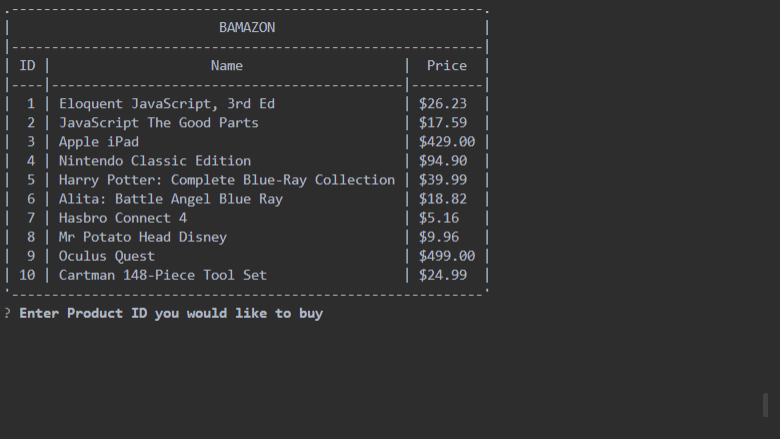 BAMAZON
ID | Name | Price
1 | Eloquent JavaScript, 3rd Ed | $26.23
2 | JavaScript The Good Parts | $17.59
3 | Apple iPad | $429.00
4 | Nintendo Classic Edition | $94.90
5 | Harry Potter: Complete Blue-Ray Collection | $39.99
6 | Alita: Battle Angel Blue Ray | $18.82
7 | Hasbro Connect 4 | $5.16
8 | Mr Potato Head Disney | $9.96
9 | Oculus Quest | $499.00
10 | Cartman 148-Piece Tool Set | $24.99
? Enter Product ID you would like to buy